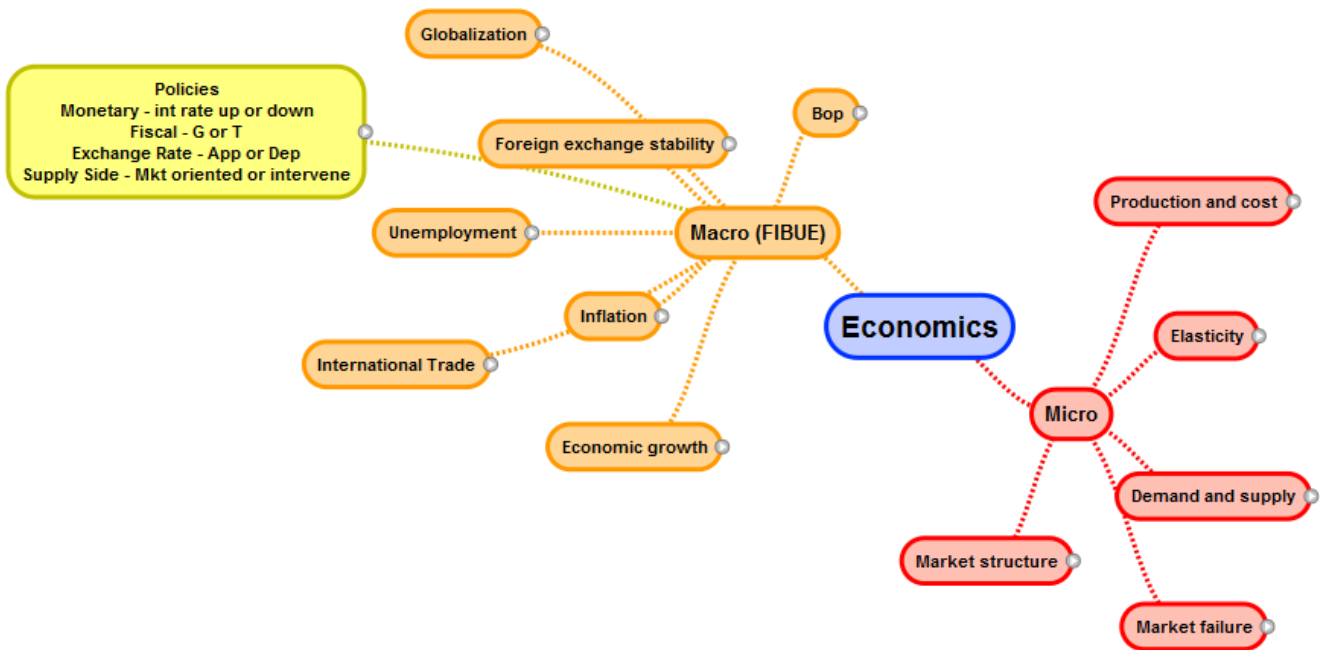 Globalization
Policies
Monetary - int rate up or down
Fiscal - G or T
Exchange Rate - App or Dep
Supply Side - Mkt oriented or intervene
Bop
Foreign exchange stability
Production and cost
Unemployment
Macro (FIBUE)
Inflation
Economics
Elasticity
International Trade
Micro
Economic growth
Demand and supply
Market structure
Market failure